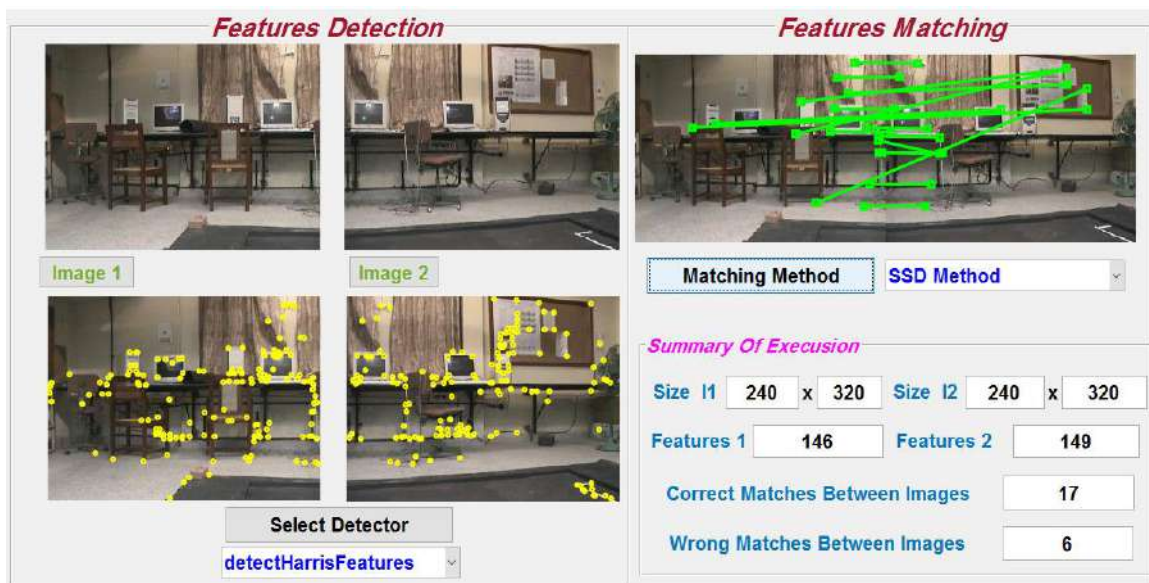 Features Detection
Features Matching
Image 1
Image 2
Matching Method
SSD Method
Summary Of Execusion
Size I1
240
x
320
Size I2
240
x
320
Features 1
146
Features 2
149
Correct Matches Between Images
17
Wrong Matches Between Images
6
Select Detector
detectHarrisFeatures